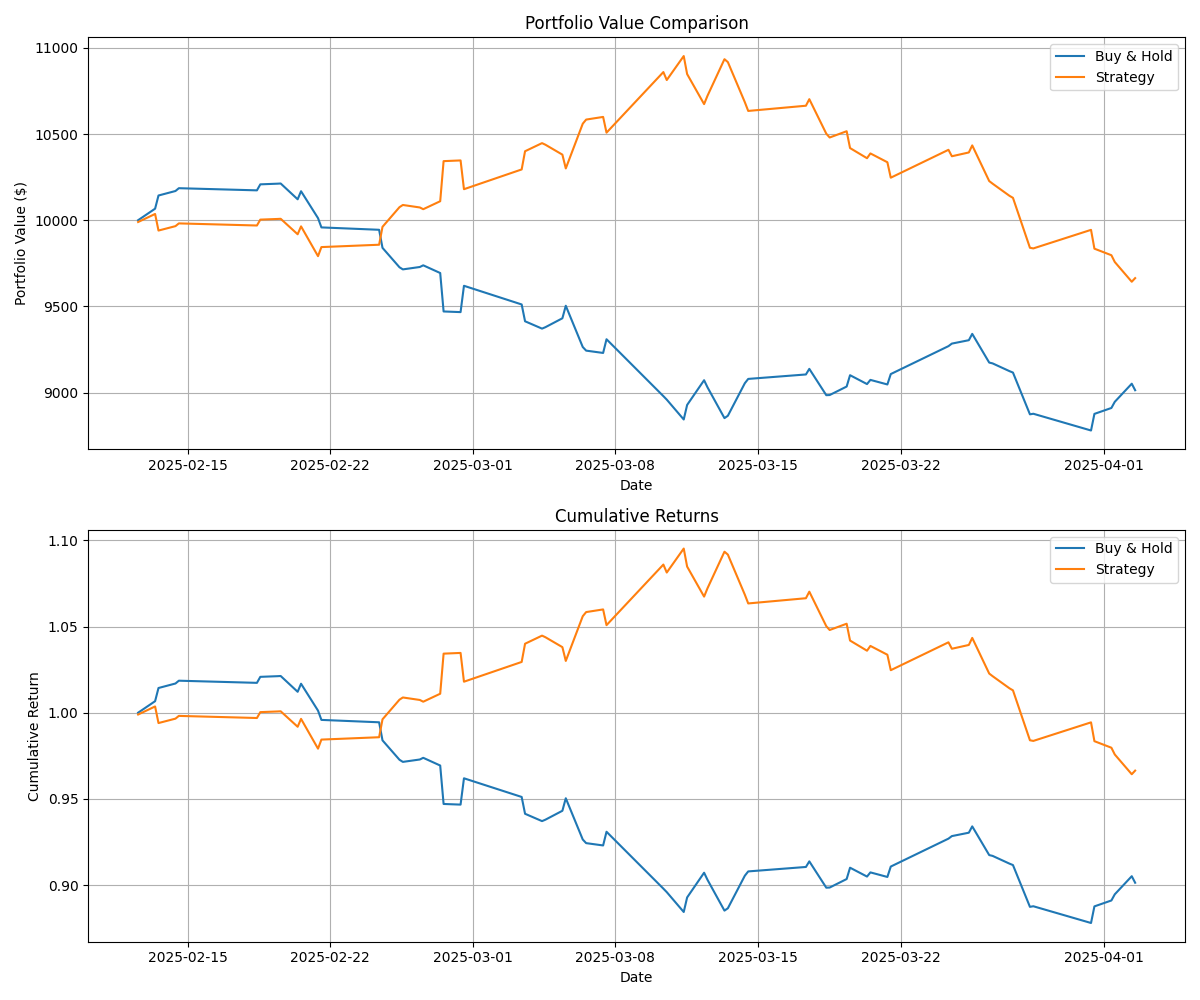 Portfolio Value Comparison
11000
10500
10000
9500
9000
Portfolio Value ($)
Buy & Hold
Strategy
2025-02-15 2025-02-22 2025-03-01 2025-03-08 2025-03-15 2025-03-22 2025-04-01
Date
Cumulative Returns
1.10
1.05
1.00
0.95
0.90
Cumulative Return
Buy & Hold
Strategy
2025-02-15 2025-02-22 2025-03-01 2025-03-08 2025-03-15 2025-03-22 2025-04-01
Date